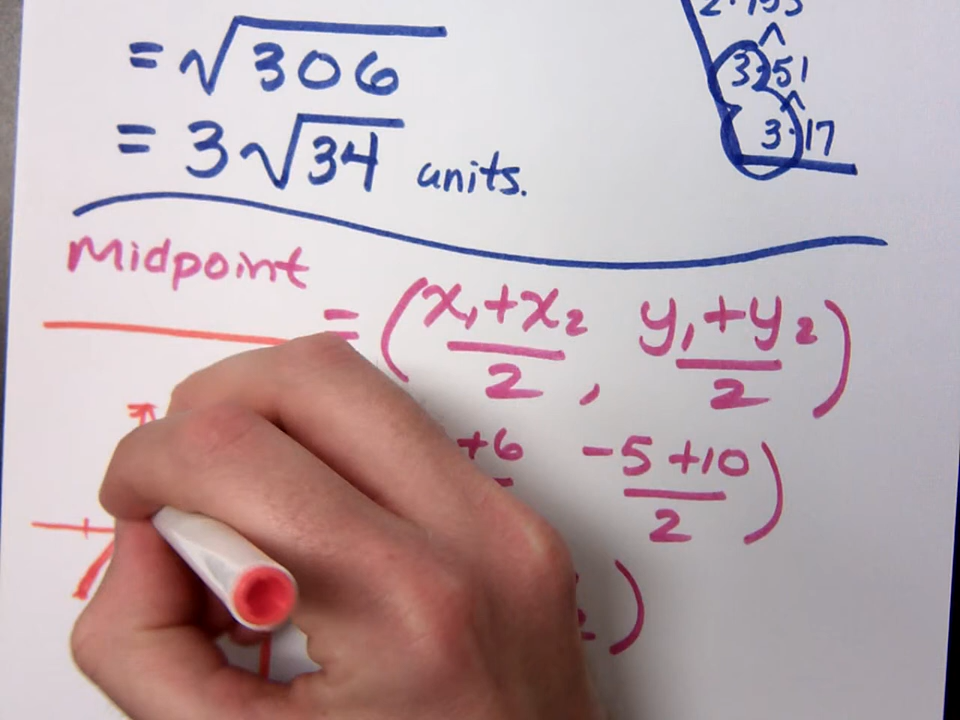 = √306
2·153
3·51
3·17
= 3√34 units.
Midpoint
= (x₁+x₂/2, y₁+y₂/2)
+6 -5+10/2)
)